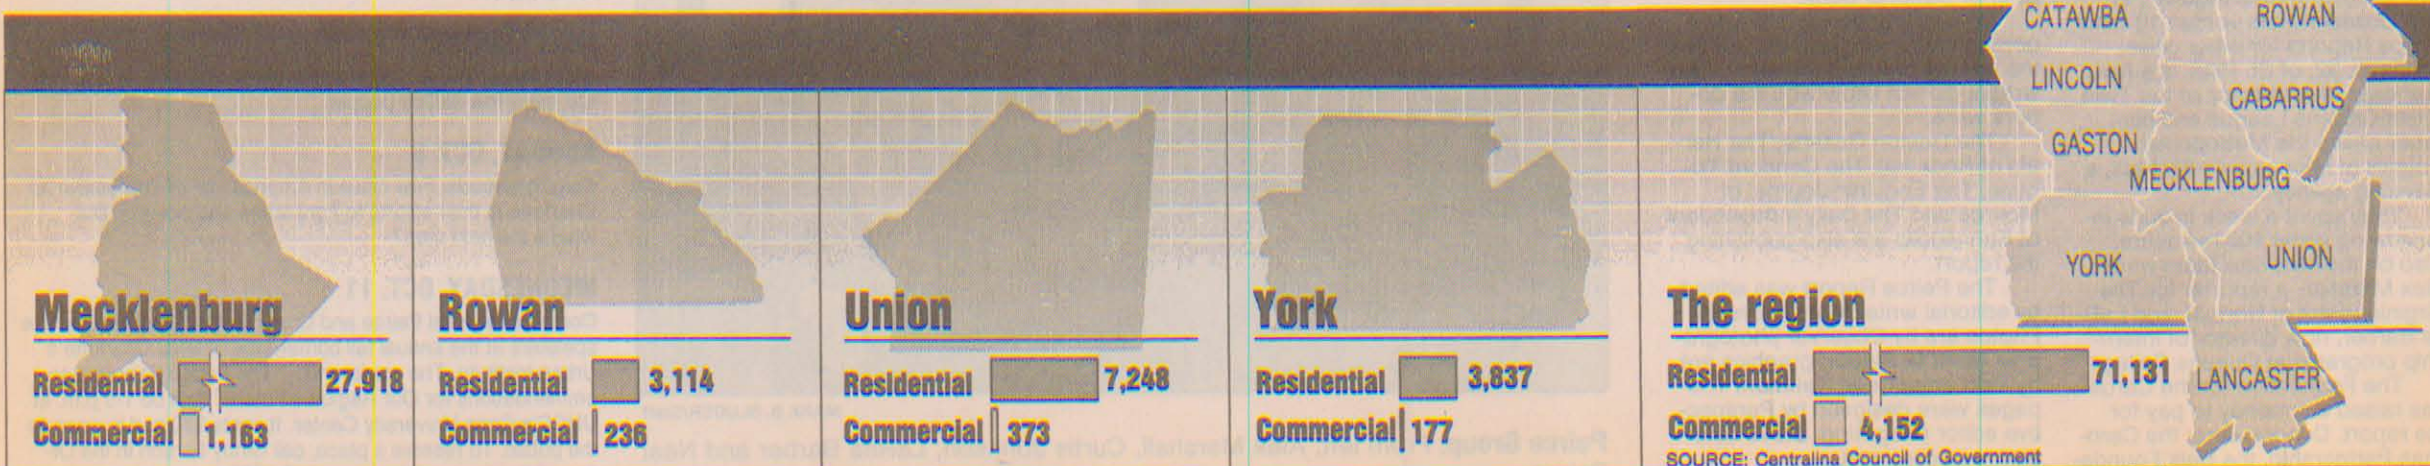 CATAWBA
ROWAN
LINCOLN
CABARRUS
GASTON
MECKLENBURG
YORK
UNION
LANCASTER
Mecklenburg
Residential 27,918
Commercial 1,163
Rowan
Residential 3,114
Commercial 236
Union
Residential 7,248
Commercial 373
York
Residential 3,837
Commercial 177
The region
Residential 71,131
Commercial 4,152
SOURCE: Centralina Council of Government